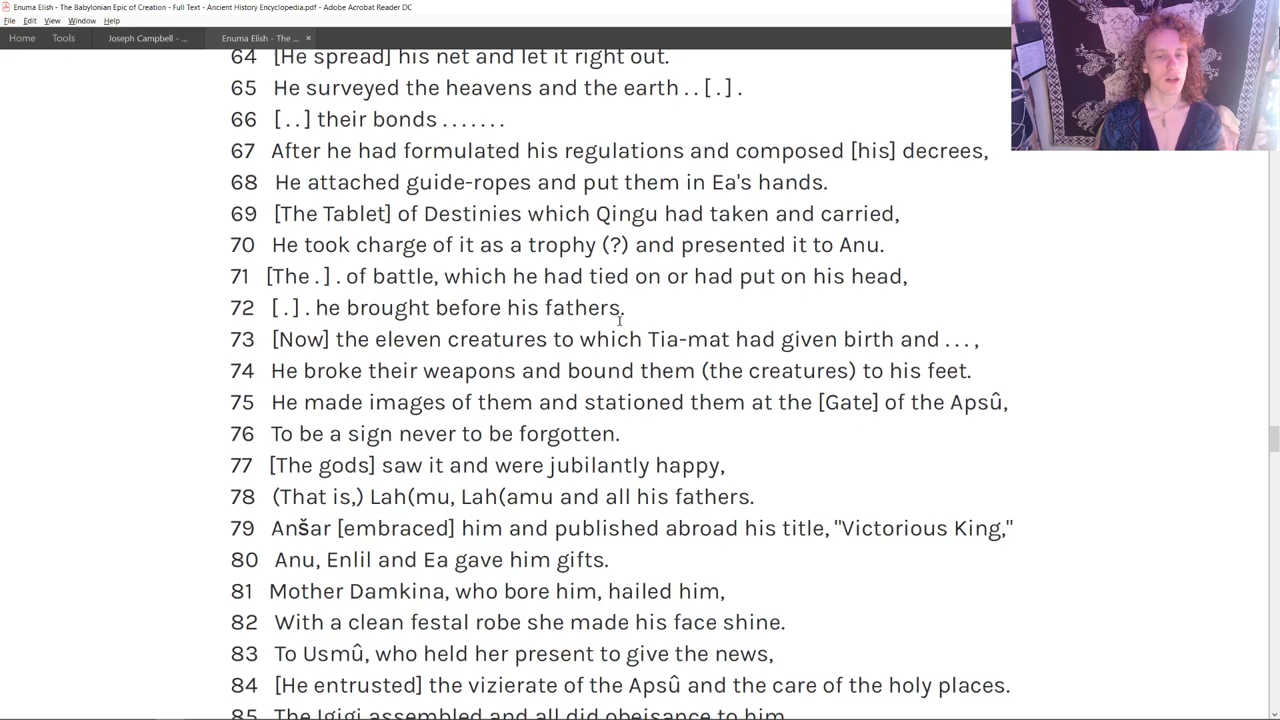 Enuma Elish - The Babylonian Epic of Creation - Full Text - Ancient History Encyclopedia.pdf - Adobe Acrobat Reader DC
File Edit View Window Help
Home Tools Joseph Campbell - ... Enuma Elish - The ... ×
64 [He spread] his net and let it right out.
65 He surveyed the heavens and the earth . . [ . ] .
66 [ . . ] their bonds . . . . . . .
67 After he had formulated his regulations and composed [his] decrees,
68 He attached guide-ropes and put them in Ea's hands.
69 [The Tablet] of Destinies which Qingu had taken and carried,
70 He took charge of it as a trophy (?) and presented it to Anu.
71 [The . ] . of battle, which he had tied on or had put on his head,
72 [ . ] . he brought before his fathers.
73 [Now] the eleven creatures to which Tia-mat had given birth and . . . ,
74 He broke their weapons and bound them (the creatures) to his feet.
75 He made images of them and stationed them at the [Gate] of the Apsû,
76 To be a sign never to be forgotten.
77 [The gods] saw it and were jubilantly happy,
78 (That is,) Lah(mu, Lah(amu and all his fathers.
79 Anšar [embraced] him and published abroad his title, "Victorious King,"
80 Anu, Enlil and Ea gave him gifts.
81 Mother Damkina, who bore him, hailed him,
82 With a clean festal robe she made his face shine.
83 To Usmû, who held her present to give the news,
84 [He entrusted] the vizierate of the Apsû and the care of the holy places.
85 The Igigi assembled and all did obeisance to him